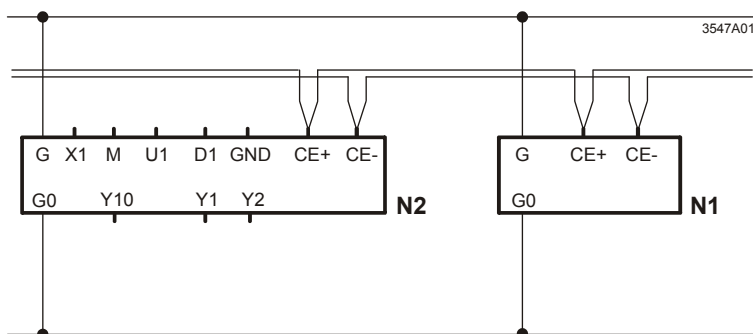 3547A01
G X1 M U1 D1 GND CE+ CE-
G0 Y10 Y1 Y2
N2
G CE+ CE-
G0
N1